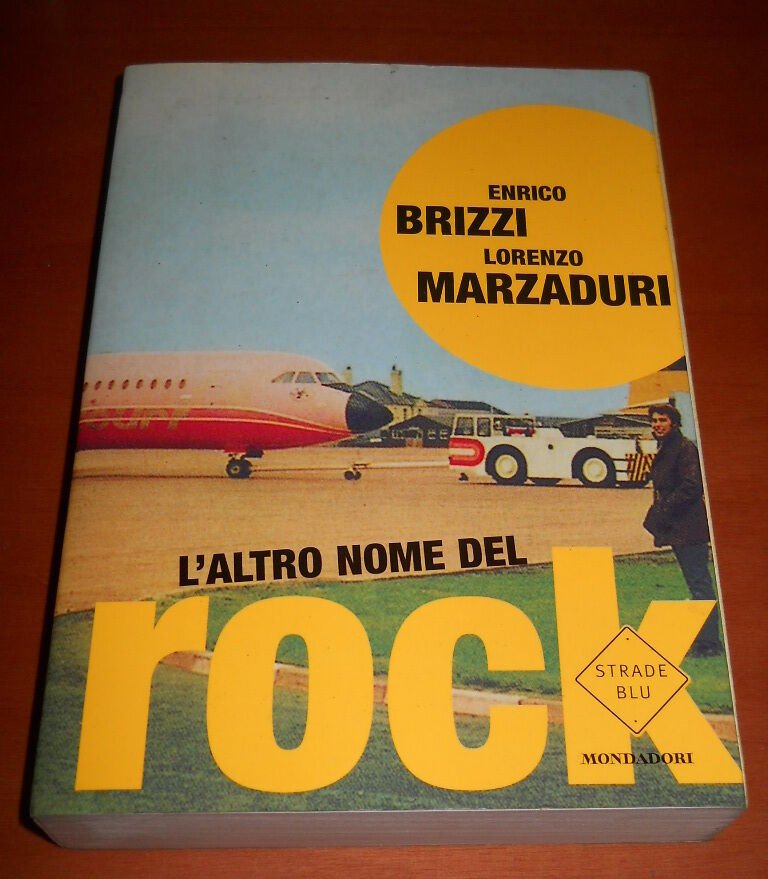 ENRICO
BRIZZI
LORENZO
MARZADURI
L'ALTRO NOME DEL
rock
STRADE
BLU
MONDADORI